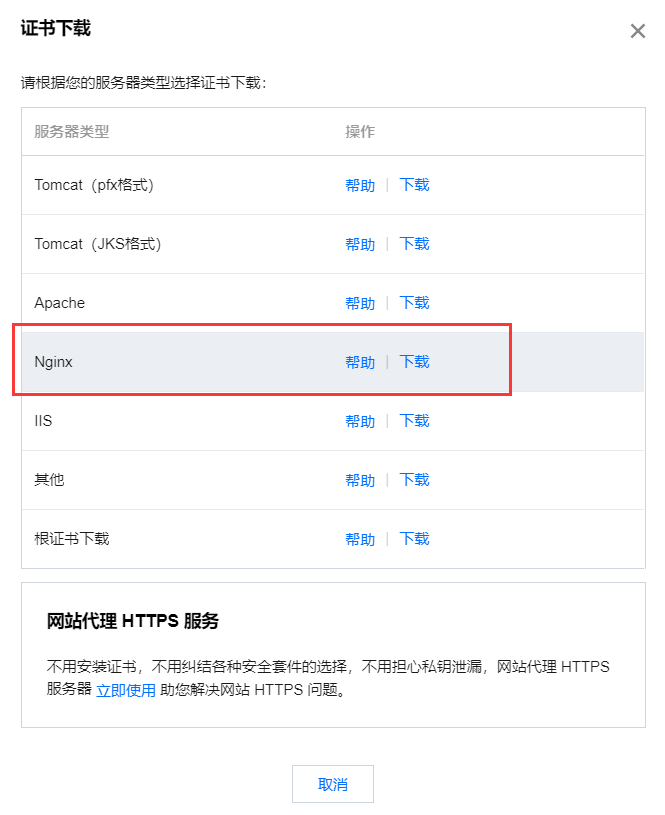 证书下载
请根据您的服务器类型选择证书下载:
服务器类型 操作
Tomcat（pfx格式） 帮助 | 下载
Tomcat（JKS格式） 帮助 | 下载
Apache 帮助 | 下载
Nginx 帮助 | 下载
IIS 帮助 | 下载
其他 帮助 | 下载
根证书下载 帮助 | 下载
网站代理 HTTPS 服务
不用安装证书，不用纠结各种安全套件的选择，不用担心私钥泄漏，网站代理 HTTPS
服务器 立即使用 助您解决网站 HTTPS 问题。
取消